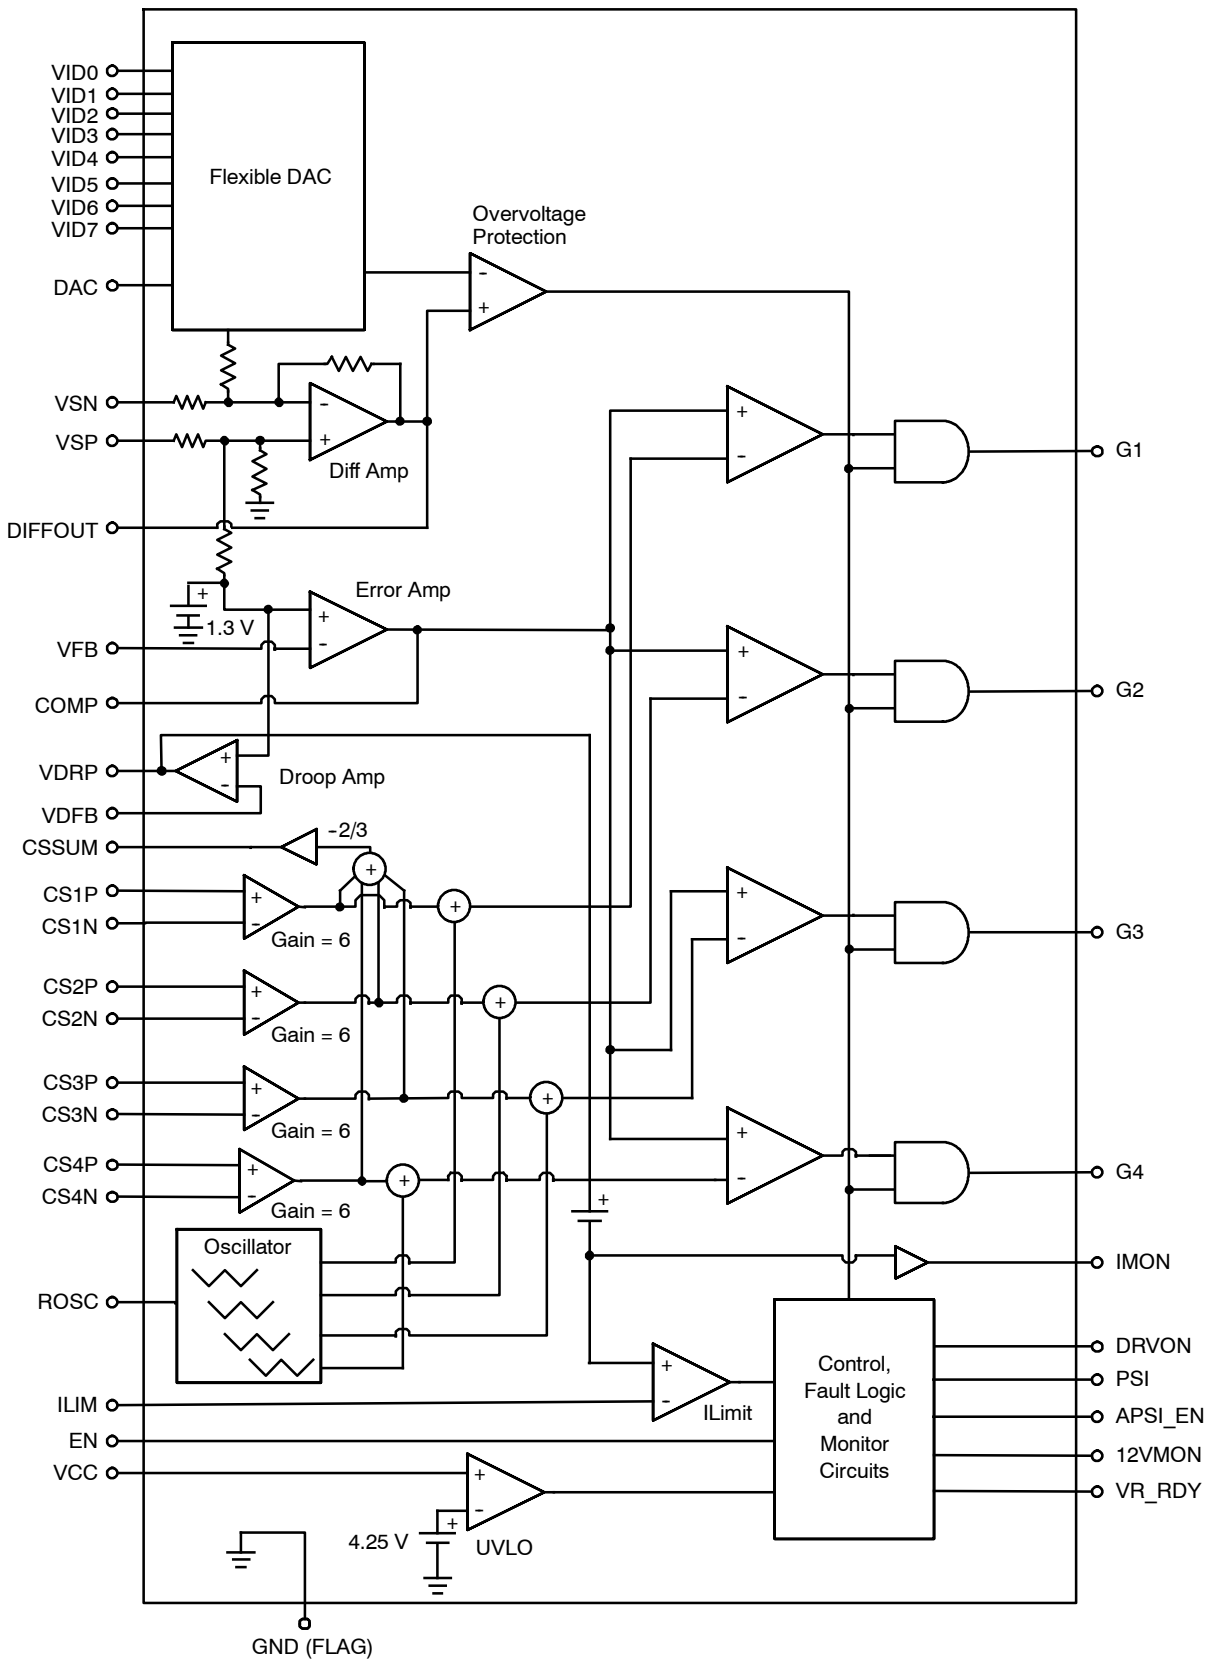 VID0
VID1
VID2
VID3
VID4
VID5
VID6
VID7
DAC
Flexible DAC
Overvoltage
Protection
-
+
VSN
VSP
-
+
Diff Amp
DIFFOUT
+
1.3 V
Error Amp
+
-
VFB
COMP
VDRP
VDFB
+
-
Droop Amp
CSSUM
-2/3
+
CS1P
CS1N
+
-
Gain = 6
+
CS2P
CS2N
+
-
Gain = 6
+
CS3P
CS3N
+
-
Gain = 6
+
CS4P
CS4N
+
-
Gain = 6
+
+
-
G1
+
-
G2
+
-
G3
+
-
G4
+
IMON
Oscillator
ROSC
ILIM
+
-
ILimit
EN
VCC
+
-
UVLO
+
4.25 V
Control,
Fault Logic
and
Monitor
Circuits
DRVON
PSI
APSI_EN
12VMON
VR_RDY
GND (FLAG)